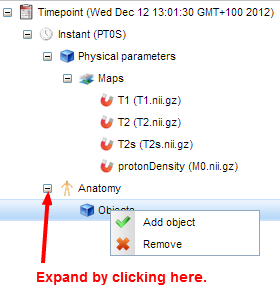 Timepoint (Wed Dec 12 13:01:30 GMT+100 2012)
Instant (PT0S)
Physical parameters
Maps
T1 (T1.nii.gz)
T2 (T2.nii.gz)
T2s (T2s.nii.gz)
protonDensity (M0.nii.gz)
Anatomy
Objects
Add object
Remove
Expand by clicking here.